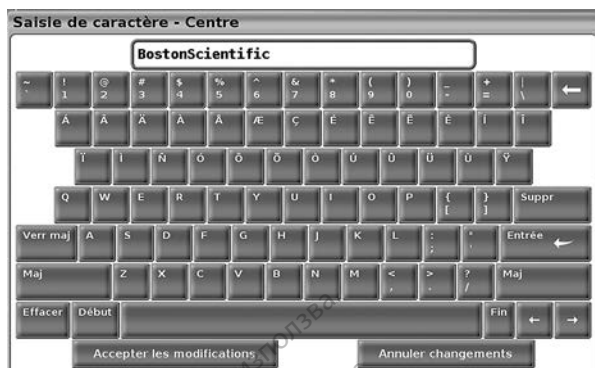 Saisie de caractère - Centre
BostonScientific
~ ` ! 1 @ 2 # 3 $ 4 % 5 ^ 6 & 7 * 8 ( 9 ) 0 _ - + = | \ ←
Á Â Ä À Å Æ Ç É Ê Ë È Í Î
Ï Ì Ñ Ó Ô Õ Ò Ú Û Ü Ù Ÿ
Q W E R T Y U I O P { [ } ] Suppr
Verr maj A S D F G H J K L : ; " ' Entrée
Maj Z X C V B N M < , > . ? / Maj
Effacer Début Fin ← →
Accepter les modifications Annuler changements